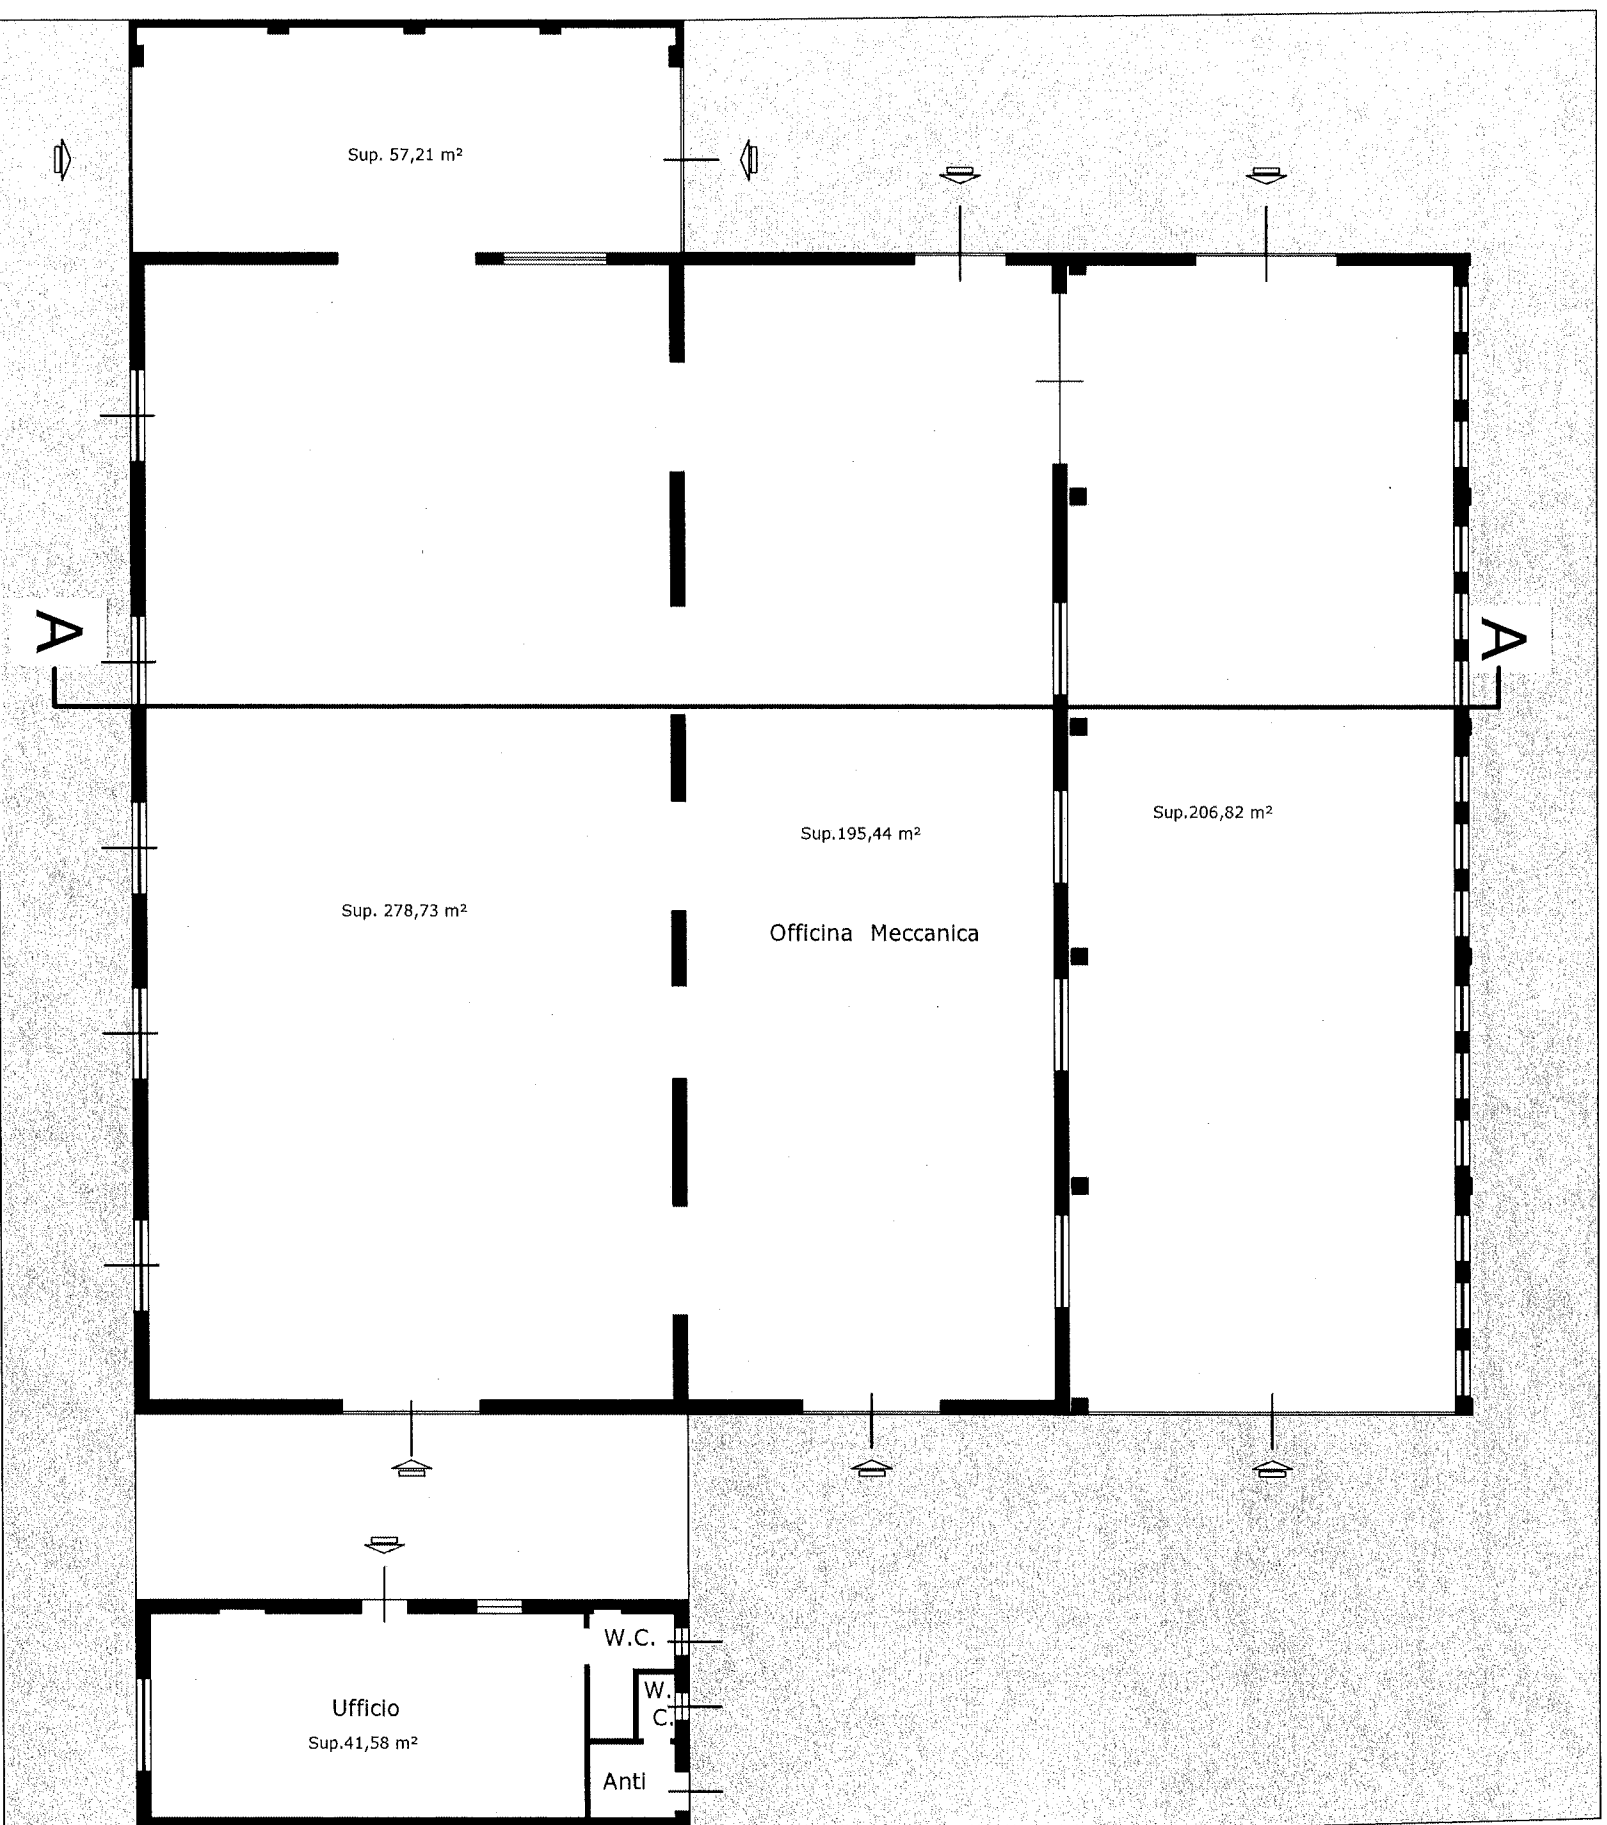 Sup. 57,21 m²
A
A
Sup.206,82 m²
Sup.195,44 m²
Sup. 278,73 m²
Officina Meccanica
W.C.
W.
C.
Ufficio
Sup.41,58 m²
Anti